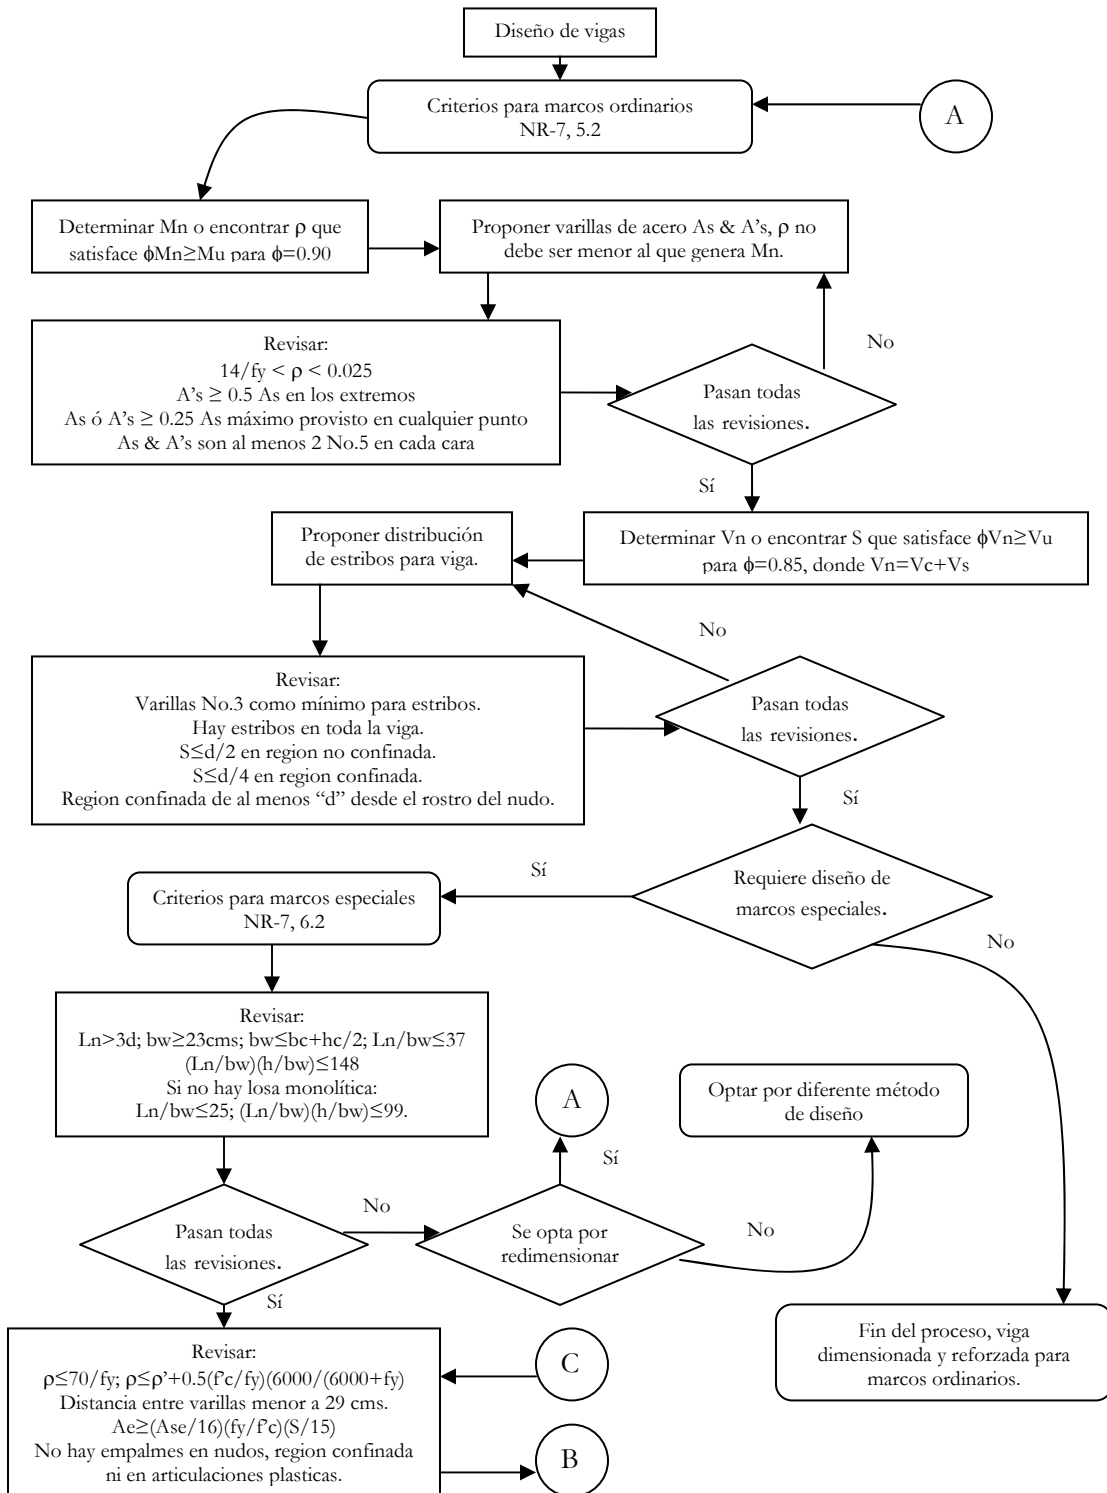 Diseño de vigas
Criterios para marcos ordinarios
NR-7, 5.2
A
Determinar Mn o encontrar ρ que
satisface ϕMn≥Mu para ϕ=0.90
Proponer varillas de acero As & A’s, ρ no
debe ser menor al que genera Mn.
Revisar:
14/fy < ρ < 0.025
A’s ≥ 0.5 As en los extremos
As ó A’s ≥ 0.25 As máximo provisto en cualquier punto
As & A’s son al menos 2 No.5 en cada cara
No
Pasan todas
las revisiones.
Sí
Proponer distribución
de estribos para viga.
Determinar Vn o encontrar S que satisface ϕVn≥Vu
para ϕ=0.85, donde Vn=Vc+Vs
No
Revisar:
Varillas No.3 como mínimo para estribos.
Hay estribos en toda la viga.
S≤d/2 en region no confinada.
S≤d/4 en region confinada.
Region confinada de al menos “d” desde el rostro del nudo.
Pasan todas
las revisiones.
Sí
Sí
Requiere diseño de
marcos especiales.
No
Criterios para marcos especiales
NR-7, 6.2
Revisar:
Ln>3d; bw≥23cms; bw≤bc+hc/2; Ln/bw≤37
(Ln/bw)(h/bw)≤148
Si no hay losa monolítica:
Ln/bw≤25; (Ln/bw)(h/bw)≤99.
A
Optar por diferente método
de diseño
Sí
Pasan todas
las revisiones.
No
Se opta por
redimensionar
No
Sí
Fin del proceso, viga
dimensionada y reforzada para
marcos ordinarios.
Revisar:
ρ≤70/fy; ρ≤ρ’+0.5(f’c/fy)(6000/(6000+fy)
Distancia entre varillas menor a 29 cms.
Ae≥(Ase/16)(fy/f’c)(S/15)
No hay empalmes en nudos, region confinada
ni en articulaciones plasticas.
C
B